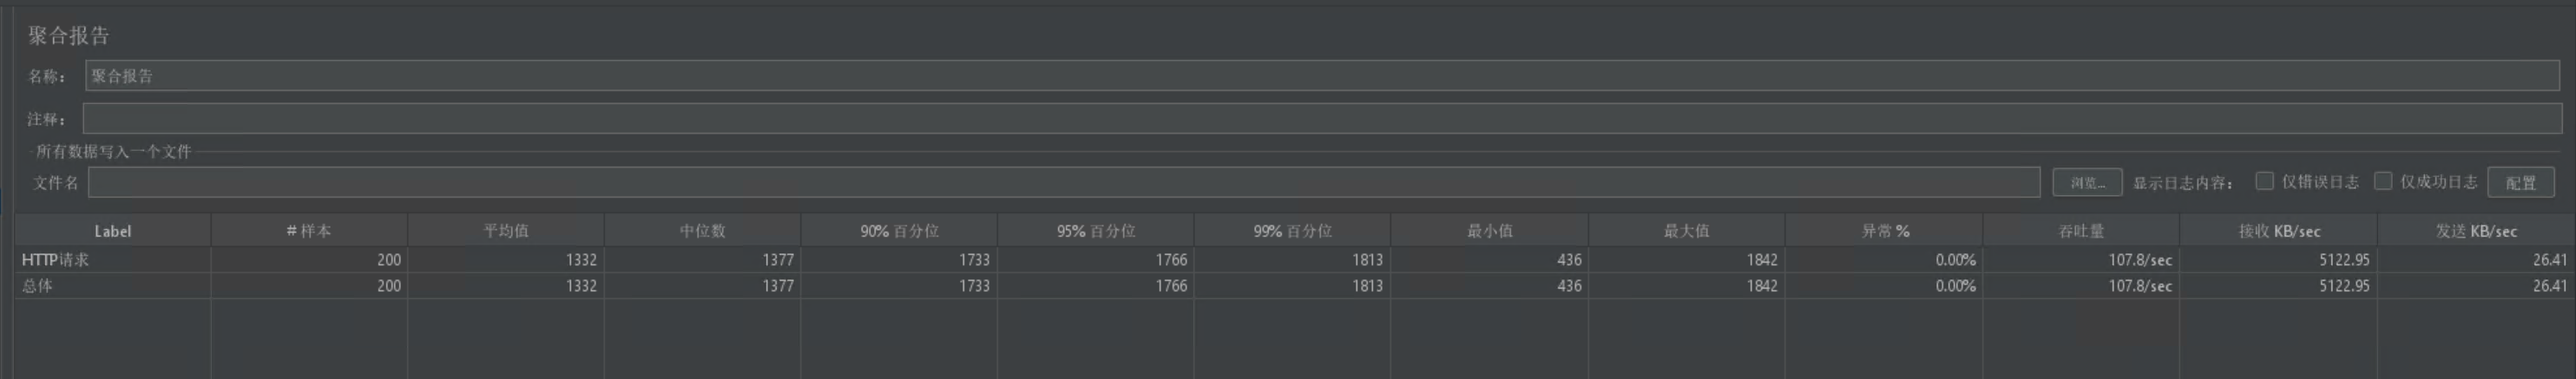 聚合报告
名称： 聚合报告
注释：
所有数据写入一个文件
文件名 浏览... 显示日志内容： 仅错误日志 仅成功日志 配置
Label # 样本 平均值 中位数 90% 百分位 95% 百分位 99% 百分位 最小值 最大值 异常 % 吞吐量 接收 KB/sec 发送 KB/sec
HTTP请求 200 1332 1377 1733 1766 1813 436 1842 0.00% 107.8/sec 5122.95 26.41
总体 200 1332 1377 1733 1766 1813 436 1842 0.00% 107.8/sec 5122.95 26.41